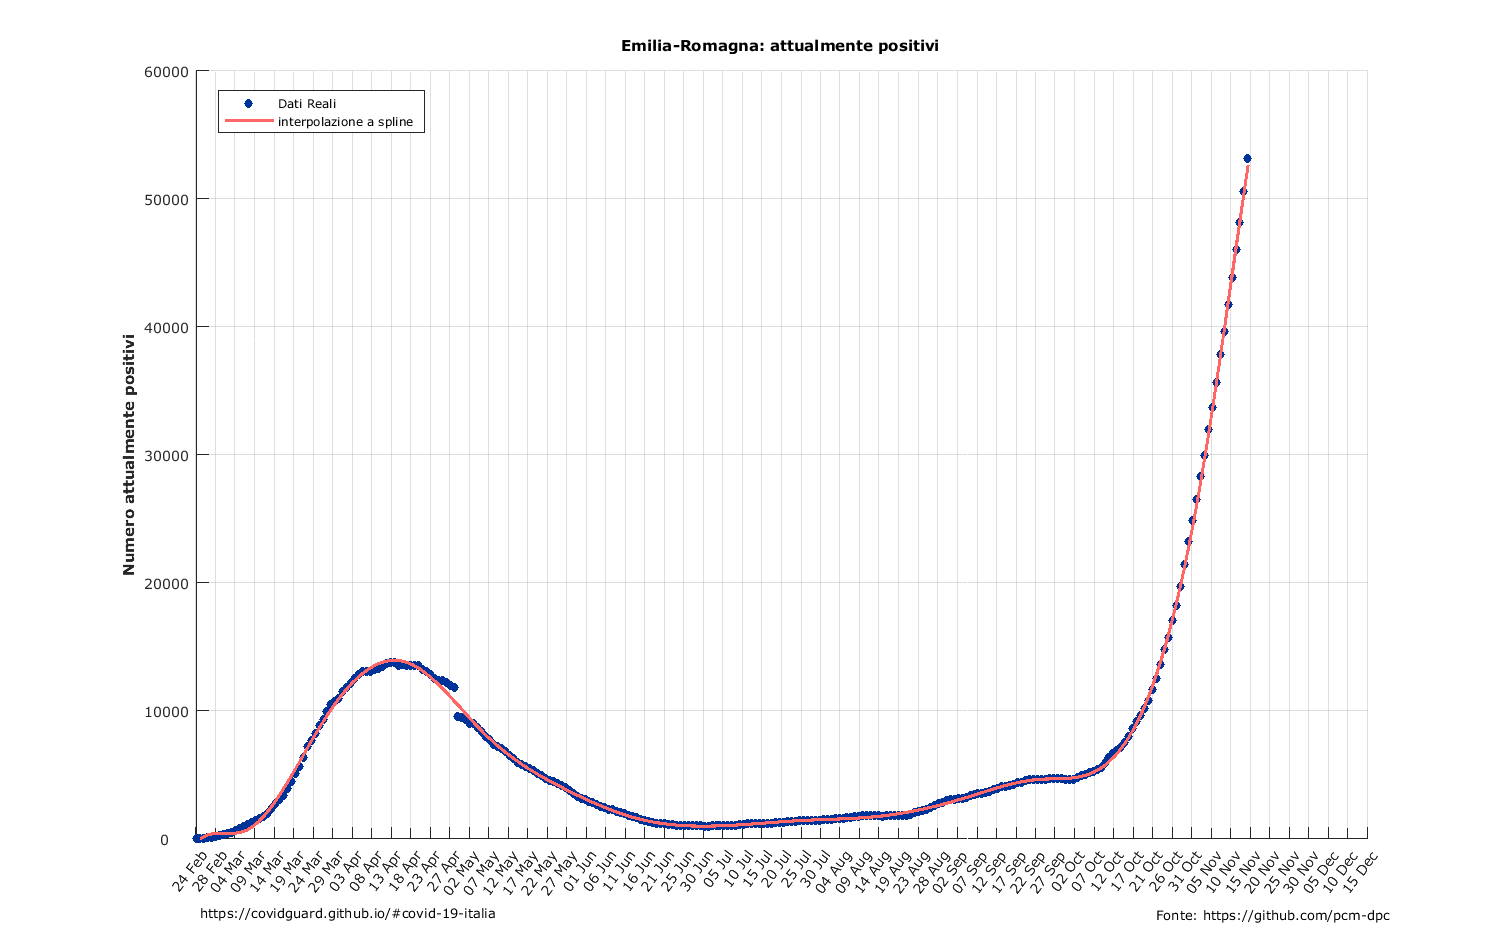 Emilia-Romagna: attualmente positivi
60000
50000
40000
30000
20000
10000
0
Numero attualmente positivi
Dati Reali
interpolazione a spline
24 Feb
28 Feb
04 Mar
09 Mar
14 Mar
19 Mar
24 Mar
29 Mar
03 Apr
08 Apr
13 Apr
18 Apr
23 Apr
27 Apr
02 May
07 May
12 May
17 May
22 May
27 May
01 Jun
06 Jun
11 Jun
16 Jun
21 Jun
25 Jun
30 Jun
05 Jul
10 Jul
15 Jul
20 Jul
25 Jul
30 Jul
04 Aug
09 Aug
14 Aug
19 Aug
23 Aug
28 Aug
02 Sep
07 Sep
12 Sep
17 Sep
22 Sep
27 Sep
02 Oct
07 Oct
12 Oct
17 Oct
21 Oct
26 Oct
31 Oct
05 Nov
10 Nov
15 Nov
20 Nov
25 Nov
30 Nov
05 Dec
10 Dec
15 Dec
https://covidguard.github.io/#covid-19-italia
Fonte: https://github.com/pcm-dpc